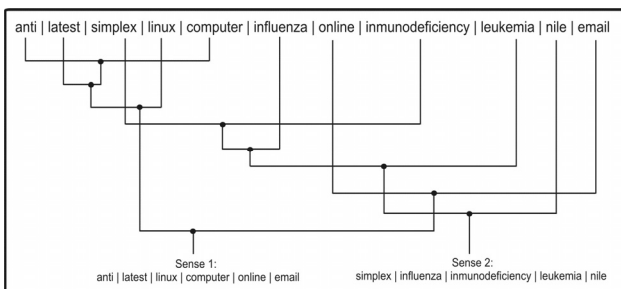 anti | latest | simplex | linux | computer | influenza | online | inmunodeficiency | leukemia | nile | email
Sense 1:
anti | latest | linux | computer | online | email
Sense 2:
simplex | influenza | inmunodeficiency | leukemia | nile